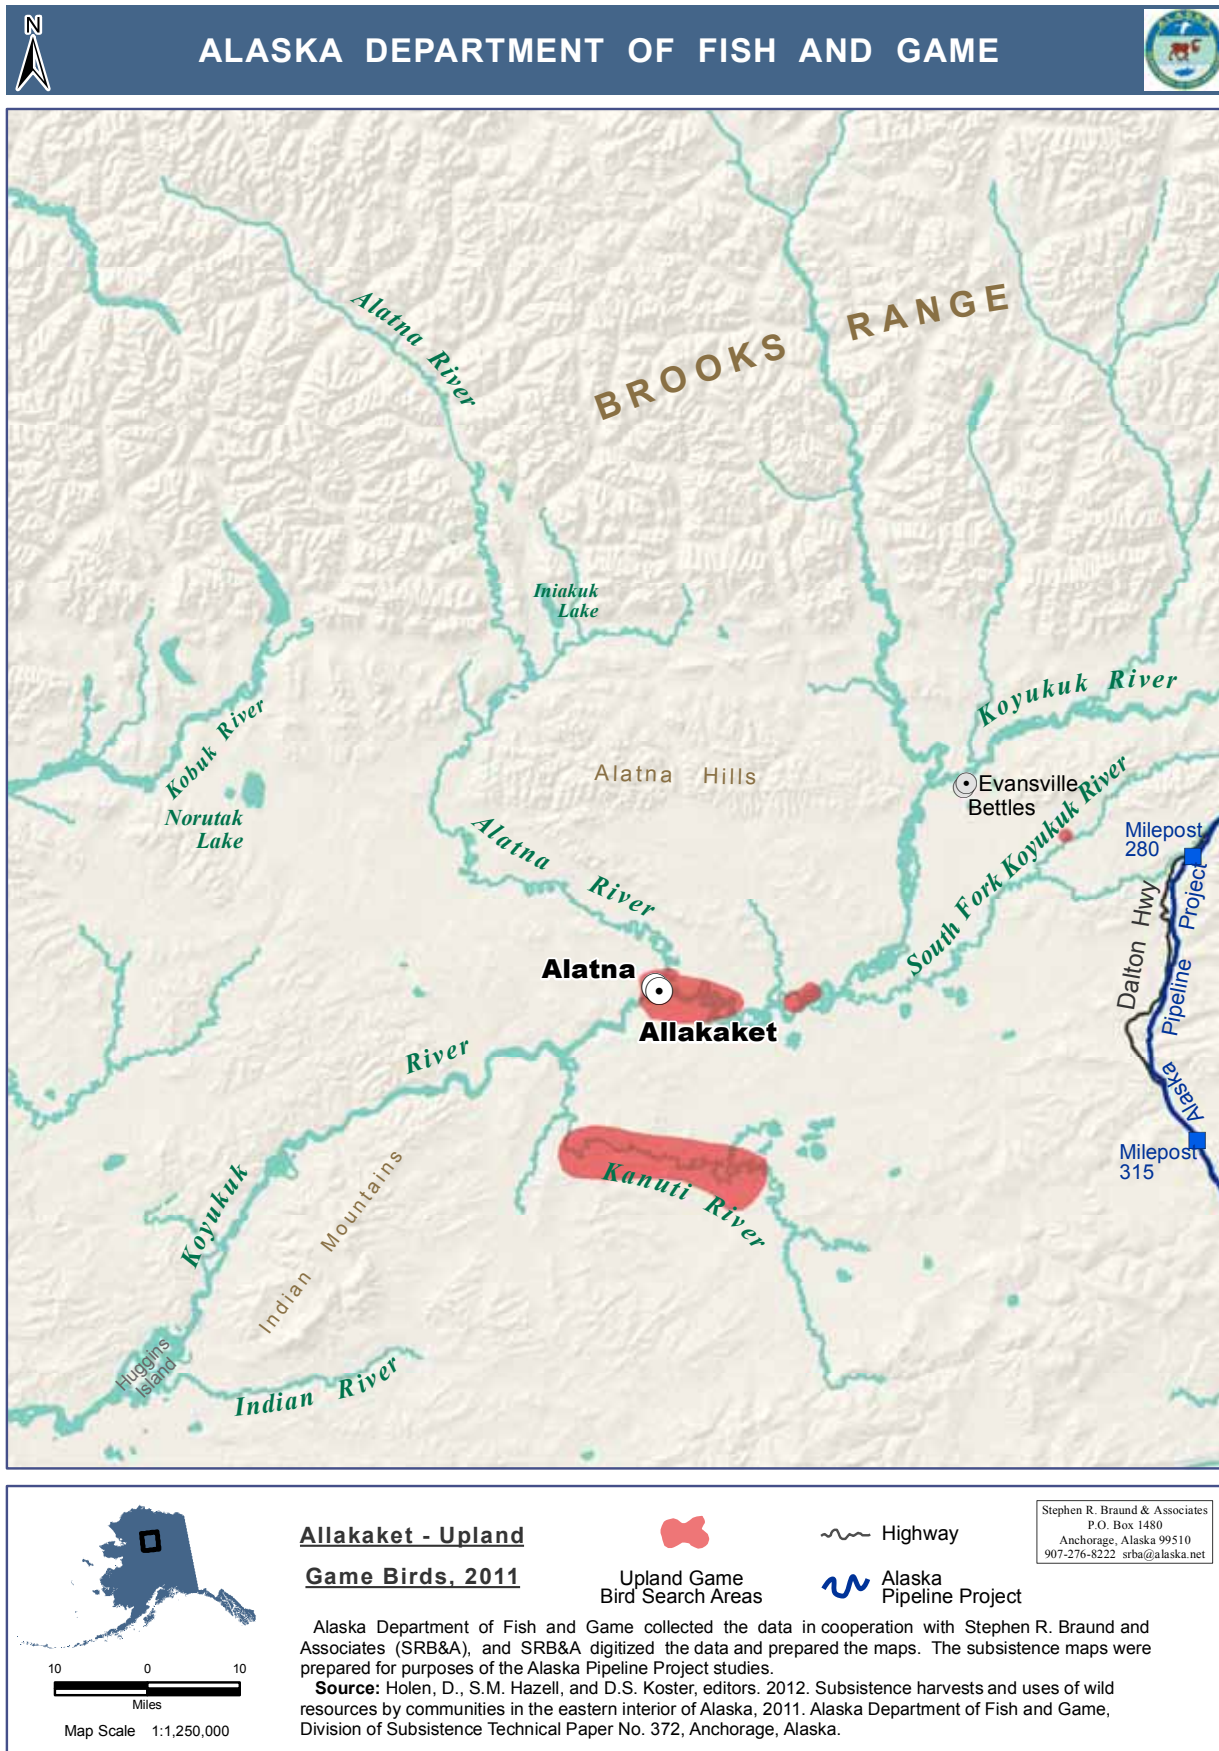 N
ALASKA DEPARTMENT OF FISH AND GAME
Alatna River
BROOKS RANGE
Iniakuk
Lake
Koyukuk River
Kobuk River
Alatna Hills
Evansville
Bettles
Norutak
Lake
Alatna River
South Fork Koyukuk River
Milepost
280
Dalton Hwy
Alaska Pipeline Project
Alatna
Allakaket
Koyukuk River
Milepost
315
Kanuti River
Indian Mountains
Huggins
Island
Indian River
Allakaket - Upland
Game Birds, 2011
Upland Game
Bird Search Areas
Highway
Alaska
Pipeline Project
Stephen R. Braund & Associates
P.O. Box 1480
Anchorage, Alaska 99510
907-276-8222 srba@alaska.net
10 0 10
Miles
Map Scale 1:1,250,000
Alaska Department of Fish and Game collected the data in cooperation with Stephen R. Braund and
Associates (SRB&A), and SRB&A digitized the data and prepared the maps. The subsistence maps were
prepared for purposes of the Alaska Pipeline Project studies.
Source: Holen, D., S.M. Hazell, and D.S. Koster, editors. 2012. Subsistence harvests and uses of wild
resources by communities in the eastern interior of Alaska, 2011. Alaska Department of Fish and Game,
Division of Subsistence Technical Paper No. 372, Anchorage, Alaska.